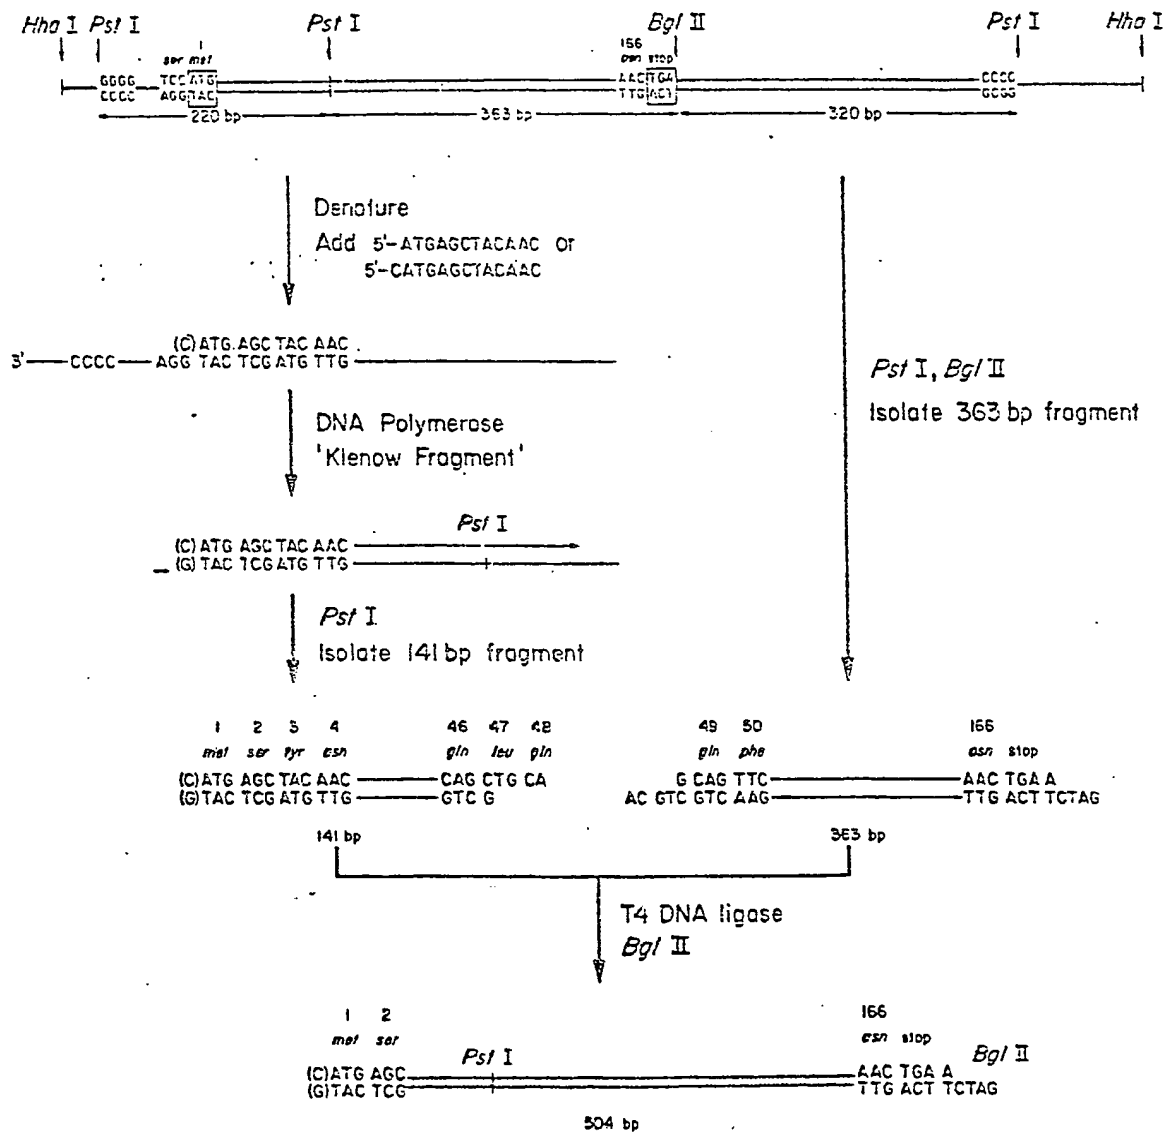 Hha I Pst I Pst I Bgl II Pst I Hha I
1 166
ser met asn stop
GGGG TCC ATG AAC TGA CCCC
CCCC AGG TAC TTG ACT GCGG
220 bp 363 bp 320 bp
Denature
Add 5'-ATGAGCTACAAC or
5'-CATGAGCTACAAC
(C) ATG AGC TAC AAC
3' CCCC AGG TAC TCG ATG TTG
Pst I, Bgl II
Isolate 363 bp fragment
DNA Polymerase
'Klenow Fragment'
Pst I
(C) ATG AGC TAC AAC
(G) TAC TCG ATG TTG
Pst I
Isolate 141 bp fragment
1 2 3 4 46 47 48 49 50 166
met ser tyr asn gln leu gln gln phe asn stop
(C) ATG AGC TAC AAC CAG CTG CA G CAG TTC AAC TGA A
(G) TAC TCG ATG TTG GTC G AC GTC GTC AAG TTG ACT TCTAG
141 bp 363 bp
T4 DNA ligase
Bgl II
1 2 166
met ser asn stop
Pst I Bgl II
(C) ATG AGC AAC TGA A
(G) TAC TCG TTG ACT TCTAG
504 bp